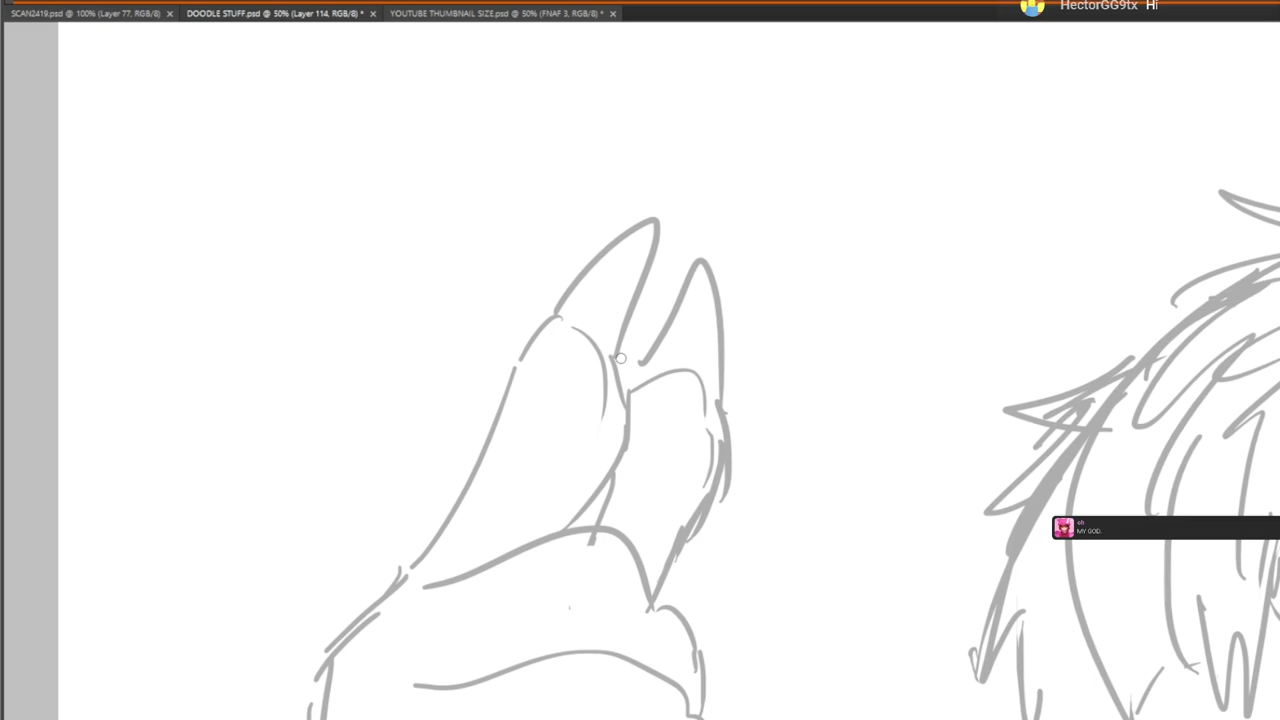 HectorGG9tx Hi
SCAN2419.psd @ 100% (Layer 77, RGB/8) × DOODLE STUFF.psd @ 50% (Layer 114, RGB/8) * × YOUTUBE THUMBNAIL SIZE.psd @ 50% (FNAF 3, RGB/8) * ×
MY GOD.